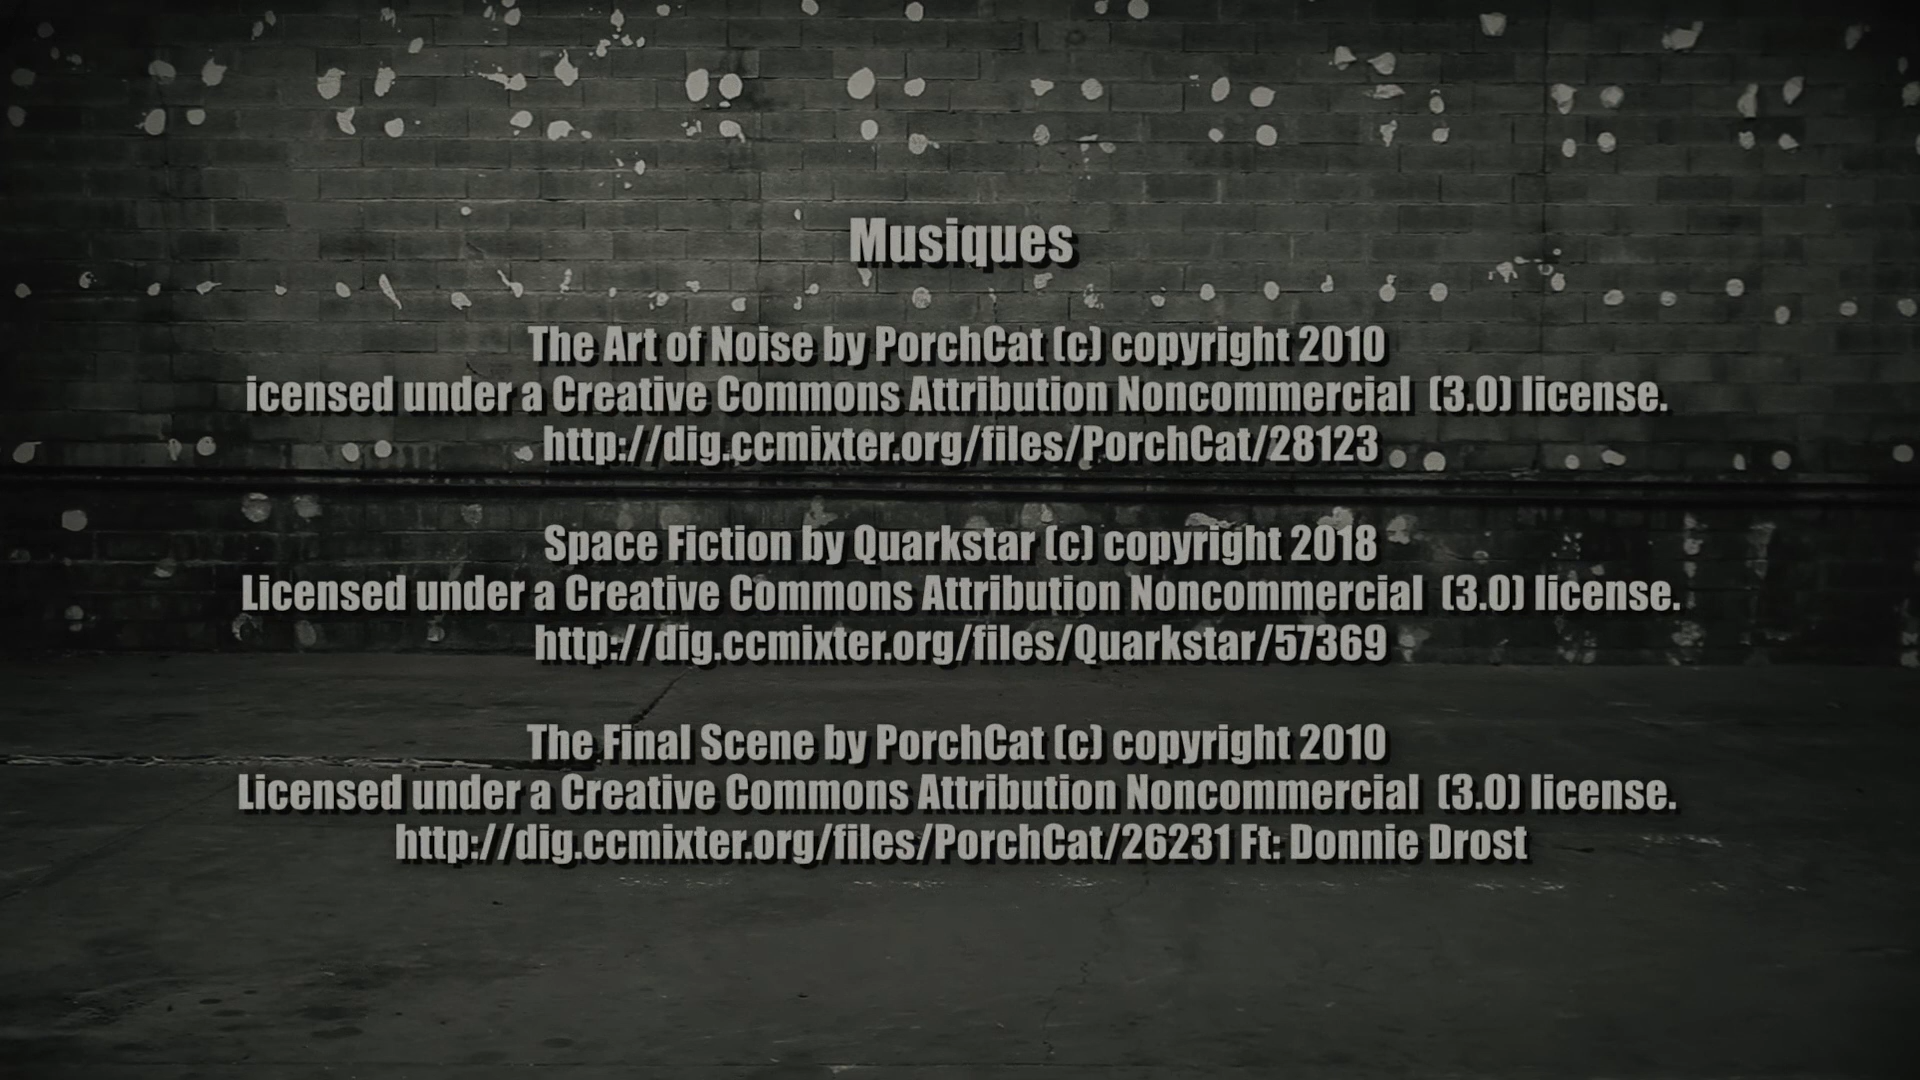 Musiques
The Art of Noise by PorchCat (c) copyright 2010
icensed under a Creative Commons Attribution Noncommercial  (3.0) license.
http://dig.ccmixter.org/files/PorchCat/28123
Space Fiction by Quarkstar (c) copyright 2018
Licensed under a Creative Commons Attribution Noncommercial  (3.0) license.
http://dig.ccmixter.org/files/Quarkstar/57369
The Final Scene by PorchCat (c) copyright 2010
Licensed under a Creative Commons Attribution Noncommercial  (3.0) license.
http://dig.ccmixter.org/files/PorchCat/26231 Ft: Donnie Drost